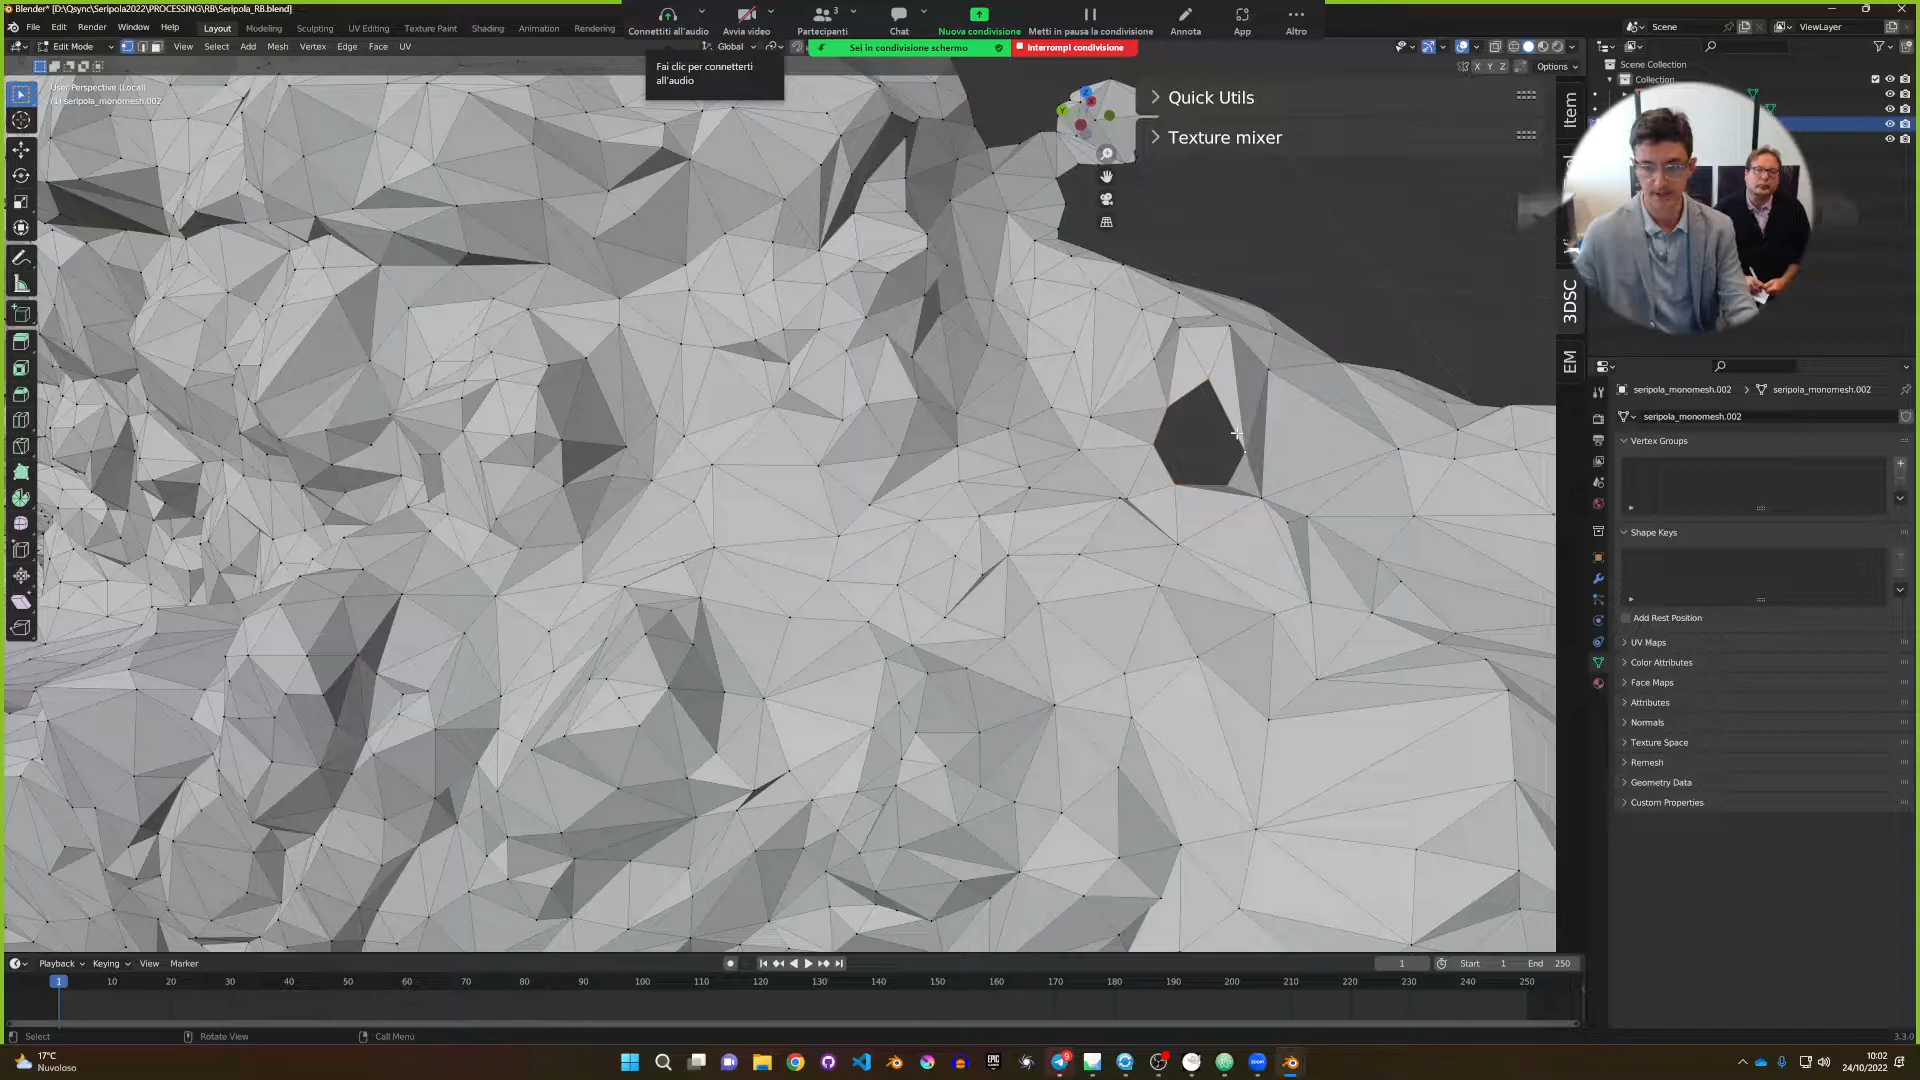 Blender* [D:\Qsync\Seripola2022\PROCESSING\RB\Seripola_RB.blend]
File Edit Render Window Help Layout Modeling Sculpting UV Editing Texture Paint Shading Animation Rendering
Connettiti all'audio Avvia video Partecipanti 3 Chat Nuova condivisione Metti in pausa la condivisione Annota App Altro
Scene ViewLayer
Edit Mode View Select Add Mesh Vertex Edge Face UV Global
Sei in condivisione schermo Interrompi condivisione
Fai clic per connetterti
all'audio
X Y Z Options
User Perspective (Local)
(1) seripola_monomesh.002
Quick Utils
Texture mixer
Item
3DSC
EM
Scene Collection
Collection
seripola_monomesh.002 seripola_monomesh.002
seripola_monomesh.002
Vertex Groups
Shape Keys
Add Rest Position
UV Maps
Color Attributes
Face Maps
Attributes
Normals
Texture Space
Remesh
Geometry Data
Custom Properties
Playback Keying View Marker 1 Start 1 End 250
1 10 20 30 40 50 60 70 80 90 100 110 120 130 140 150 160 170 180 190 200 210 220 230 240 250
Select Rotate View Call Menu 3.3.0
17°C
Nuvoloso
EPIC
GAMES
9
zoom
10:02
24/10/2022